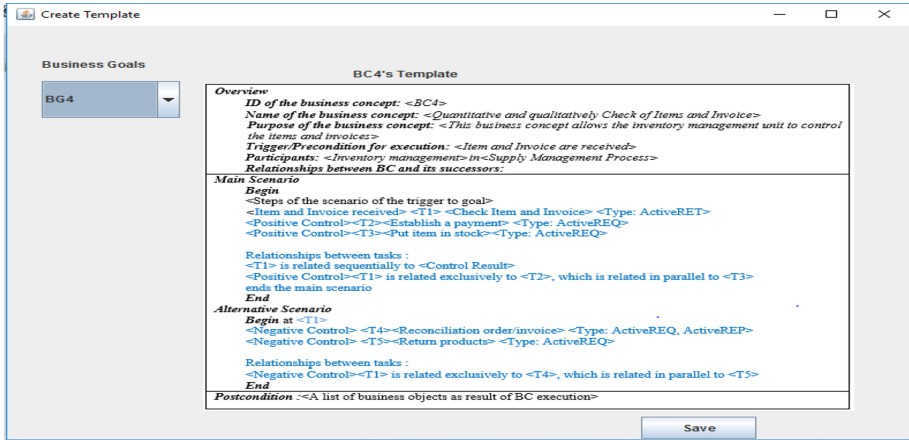 Create Template
Business Goals
BG4
BC4's Template
Overview
ID of the business concept: <BC4>
Name of the business concept: <Quantitative and qualitatively Check of Items and Invoice>
Purpose of the business concept: <This business concept allows the inventory management unit to control
the items and invoices>
Trigger/Precondition for execution: <Item and Invoice are received>
Participants: <Inventory management>in<Supply Management Process>
Relationships between BC and its successors:
Main Scenario
Begin
<Steps of the scenario of the trigger to goal>
<Item and Invoice received> <T1> <Check Item and Invoice> <Type: ActiveRET>
<Positive Control><T2><Establish a payment> <Type: ActiveREQ>
<Positive Control><T3><Put item in stock><Type: ActiveREQ>
Relationships between tasks :
<T1> is related sequentially to <Control Result>
<Positive Control><T1> is related exclusively to <T2>, which is related in parallel to <T3>
ends the main scenario
End
Alternative Scenario
Begin at <T1>
<Negative Control> <T4><Reconciliation order/invoice> <Type: ActiveREQ, ActiveREP>
<Negative Control> <T5><Return products> <Type: ActiveREQ>
Relationships between tasks :
<Negative Control><T1> is related exclusively to <T4>, which is related in parallel to <T5>
End
Postcondition :<A list of business objects as result of BC execution>
Save